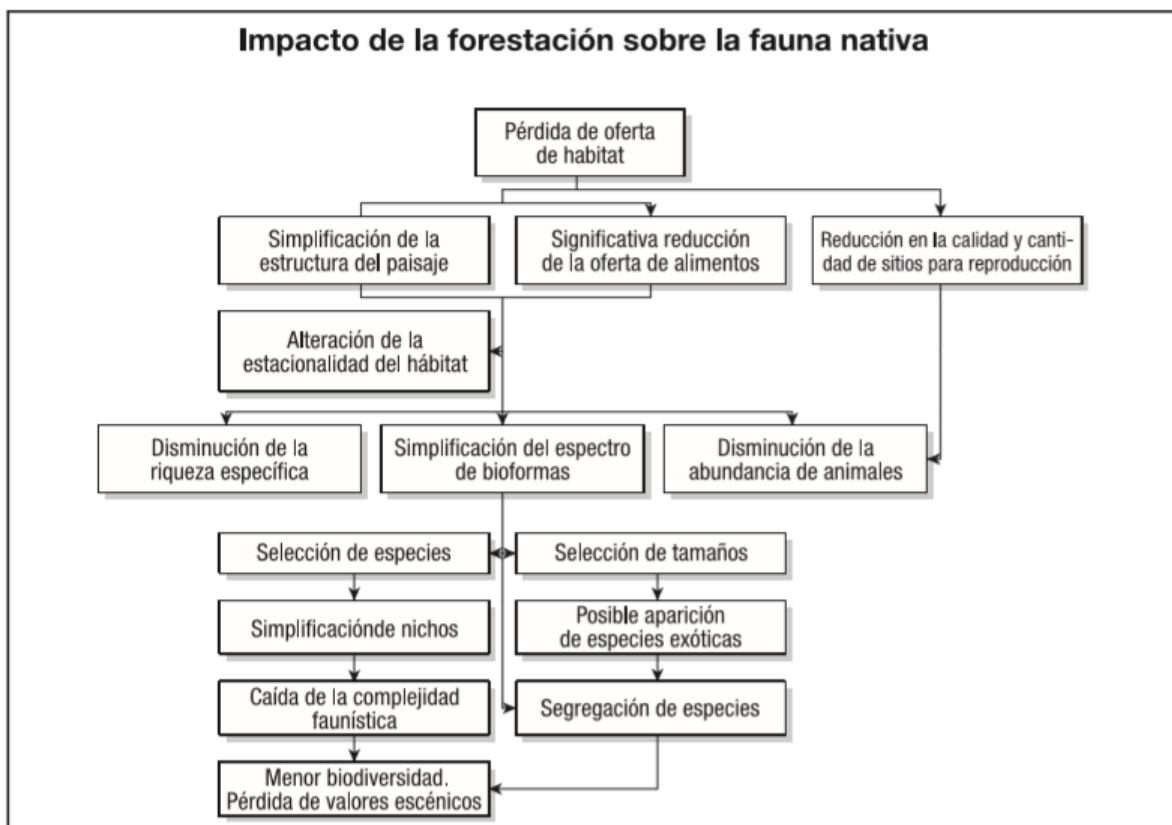 Impacto de la forestación sobre la fauna nativa
Pérdida de oferta
de habitat
Simplificación de la
estructura del paisaje
Significativa reducción
de la oferta de alimentos
Reducción en la calidad y canti-
dad de sitios para reproducción
Alteración de la
estacionalidad del hábitat
Disminución de la
riqueza específica
Simplificación del espectro
de bioformas
Disminución de la
abundancia de animales
Selección de especies
Selección de tamaños
Simplificaciónde nichos
Posible aparición
de especies exóticas
Caída de la complejidad
faunística
Segregación de especies
Menor biodiversidad.
Pérdida de valores escénicos